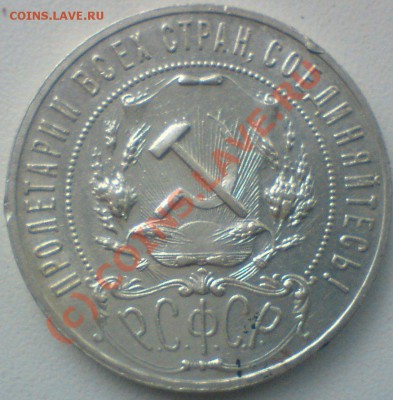 COINS.LAVE.RU
ПРОЛЕТАРИИ ВСЕХ СТРАН, СОЕДИНЯЙТЕСЬ!
(c) COINS.LAVE.RU
Р.С.Ф.С.Р